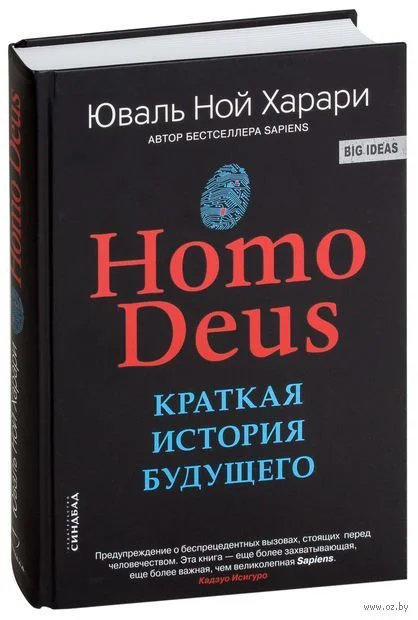 Юваль Ной Харари
АВТОР БЕСТСЕЛЛЕРА SAPIENS
BIG IDEAS
Homo
Deus
КРАТКАЯ
ИСТОРИЯ
БУДУЩЕГО
Предупреждение о беспрецедентных вызовах, стоящих перед
человечеством. Эта книга — еще более захватывающая,
еще более важная, чем великолепная Sapiens.
Кадзуо Исигуро
Homo Deus
Юваль Ной Харари
издательство
СИНДБАД
www.oz.by